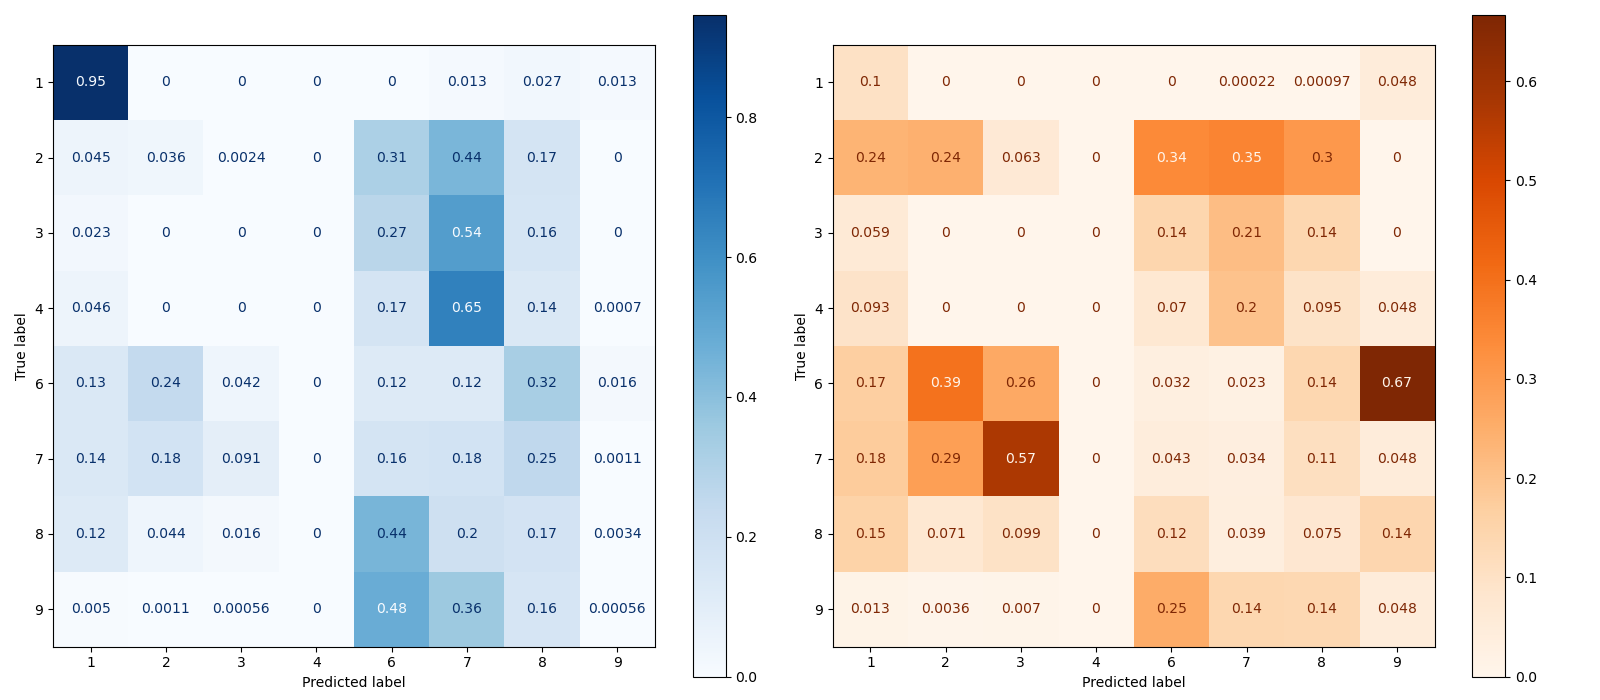 1 0.95 0 0 0 0 0.013 0.027 0.013
2 0.045 0.036 0.0024 0 0.31 0.44 0.17 0
3 0.023 0 0 0 0.27 0.54 0.16 0
4 0.046 0 0 0 0.17 0.65 0.14 0.0007
6 0.13 0.24 0.042 0 0.12 0.12 0.32 0.016
7 0.14 0.18 0.091 0 0.16 0.18 0.25 0.0011
8 0.12 0.044 0.016 0 0.44 0.2 0.17 0.0034
9 0.005 0.0011 0.00056 0 0.48 0.36 0.16 0.00056
1 2 3 4 6 7 8 9
Predicted label
True label
0.8
0.6
0.4
0.2
0.0
1 0.1 0 0 0 0 0.00022 0.00097 0.048
2 0.24 0.24 0.063 0 0.34 0.35 0.3 0
3 0.059 0 0 0 0.14 0.21 0.14 0
4 0.093 0 0 0 0.07 0.2 0.095 0.048
6 0.17 0.39 0.26 0 0.032 0.023 0.14 0.67
7 0.18 0.29 0.57 0 0.043 0.034 0.11 0.048
8 0.15 0.071 0.099 0 0.12 0.039 0.075 0.14
9 0.013 0.0036 0.007 0 0.25 0.14 0.14 0.048
1 2 3 4 6 7 8 9
Predicted label
True label
0.6
0.5
0.4
0.3
0.2
0.1
0.0